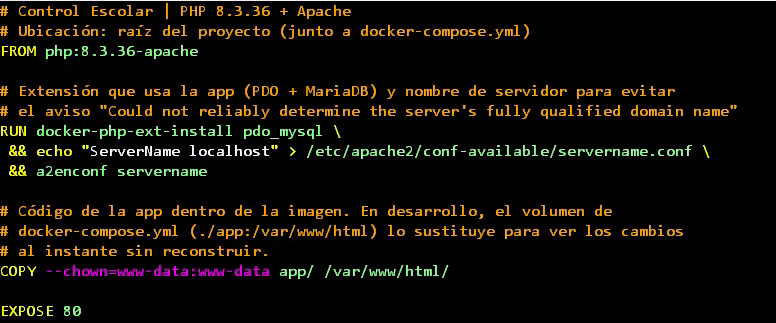 # Control Escolar | PHP 8.3.36 + Apache
# Ubicación: raíz del proyecto (junto a docker-compose.yml)
FROM php:8.3.36-apache
# Extensión que usa la app (PDO + MariaDB) y nombre de servidor para evitar
# el aviso "Could not reliably determine the server's fully qualified domain name"
RUN docker-php-ext-install pdo_mysql \
 && echo "ServerName localhost" > /etc/apache2/conf-available/servername.conf \
 && a2enconf servername
# Código de la app dentro de la imagen. En desarrollo, el volumen de
# docker-compose.yml (./app:/var/www/html) lo sustituye para ver los cambios
# al instante sin reconstruir.
COPY --chown=www-data:www-data app/ /var/www/html/
EXPOSE 80